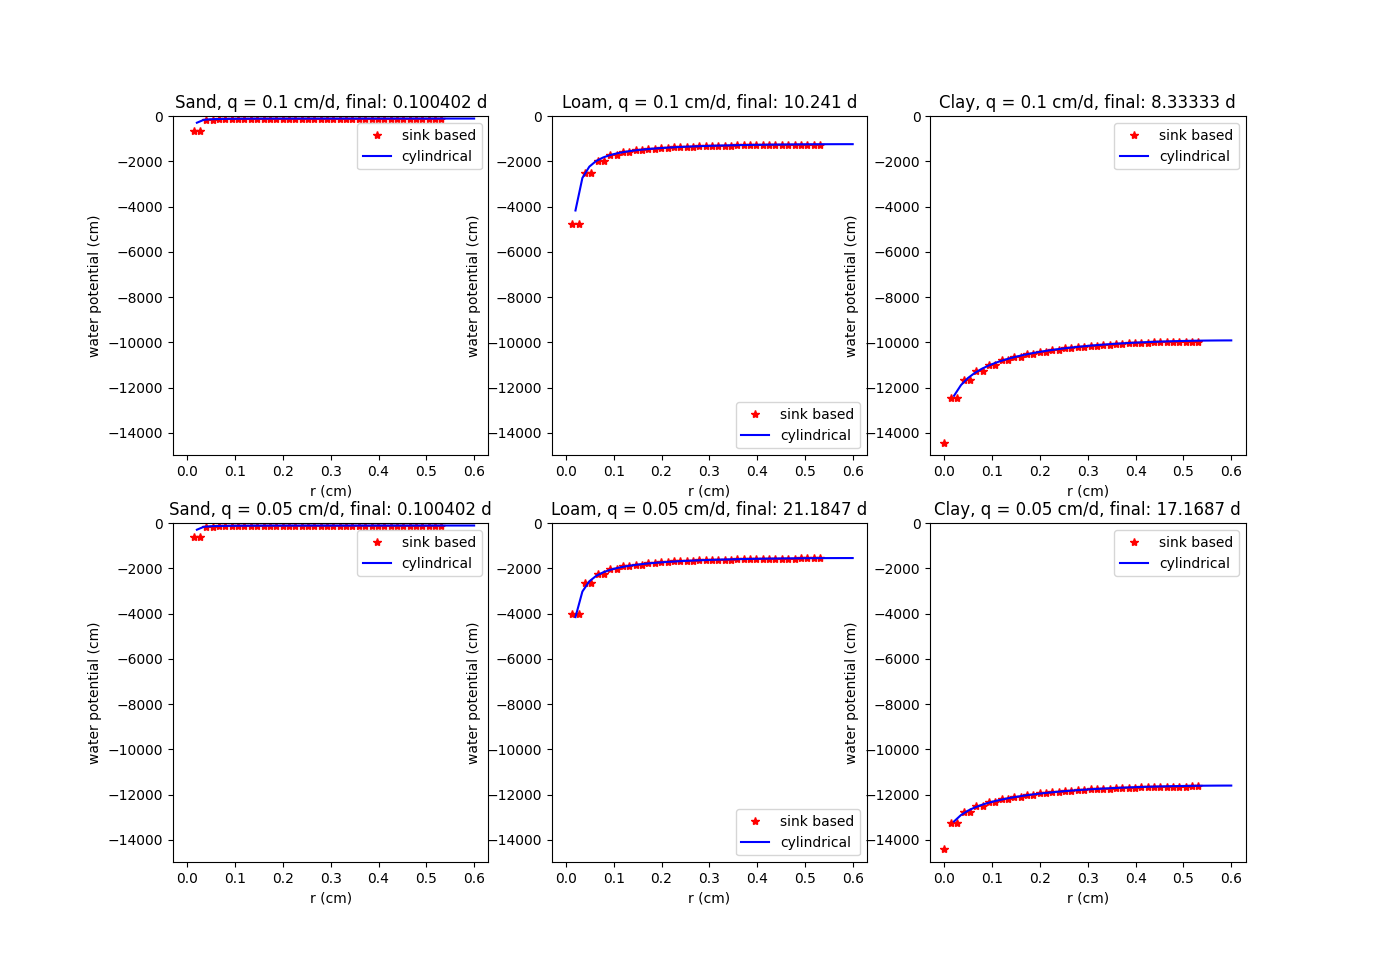 Sand, q = 0.1 cm/d, final: 0.100402 d
0
−2000
−4000
−6000
−8000
−10000
−12000
−14000
water potential (cm)
sink based
cylindrical
0.0 0.1 0.2 0.3 0.4 0.5 0.6
r (cm)
Loam, q = 0.1 cm/d, final: 10.241 d
0
−2000
−4000
−6000
−8000
−10000
−12000
−14000
water potential (cm)
sink based
cylindrical
0.0 0.1 0.2 0.3 0.4 0.5 0.6
r (cm)
Clay, q = 0.1 cm/d, final: 8.33333 d
0
−2000
−4000
−6000
−8000
−10000
−12000
−14000
water potential (cm)
sink based
cylindrical
0.0 0.1 0.2 0.3 0.4 0.5 0.6
r (cm)
Sand, q = 0.05 cm/d, final: 0.100402 d
0
−2000
−4000
−6000
−8000
−10000
−12000
−14000
water potential (cm)
sink based
cylindrical
0.0 0.1 0.2 0.3 0.4 0.5 0.6
r (cm)
Loam, q = 0.05 cm/d, final: 21.1847 d
0
−2000
−4000
−6000
−8000
−10000
−12000
−14000
water potential (cm)
sink based
cylindrical
0.0 0.1 0.2 0.3 0.4 0.5 0.6
r (cm)
Clay, q = 0.05 cm/d, final: 17.1687 d
0
−2000
−4000
−6000
−8000
−10000
−12000
−14000
water potential (cm)
sink based
cylindrical
0.0 0.1 0.2 0.3 0.4 0.5 0.6
r (cm)